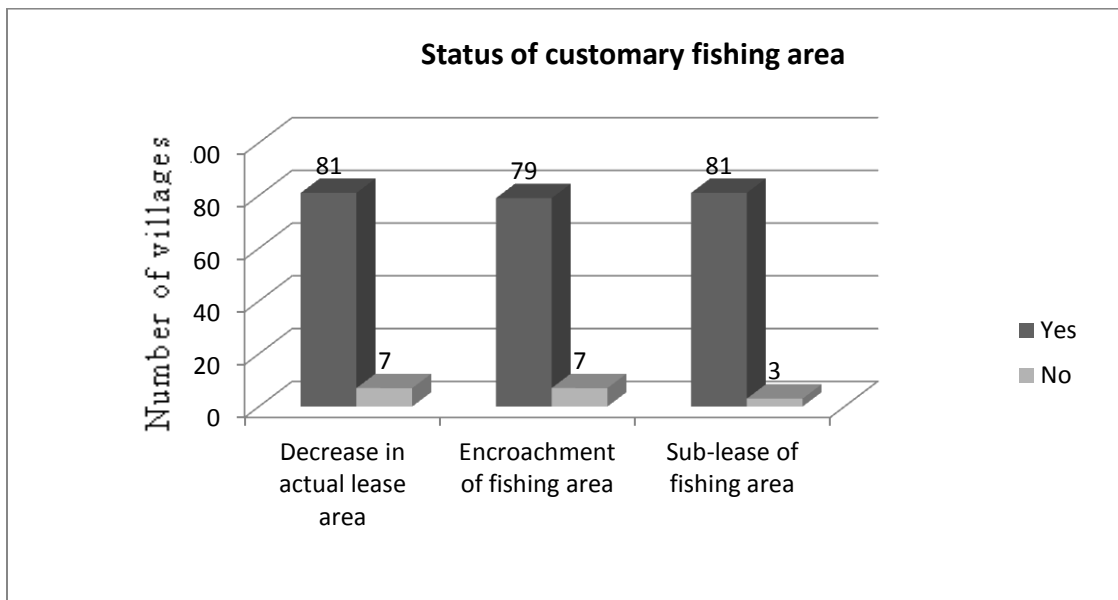 Status of customary fishing area
Number of villages
00
80
60
40
20
0
81
7
79
7
81
3
Decrease in
actual lease
area
Encroachment
of fishing area
Sub-lease of
fishing area
Yes
No